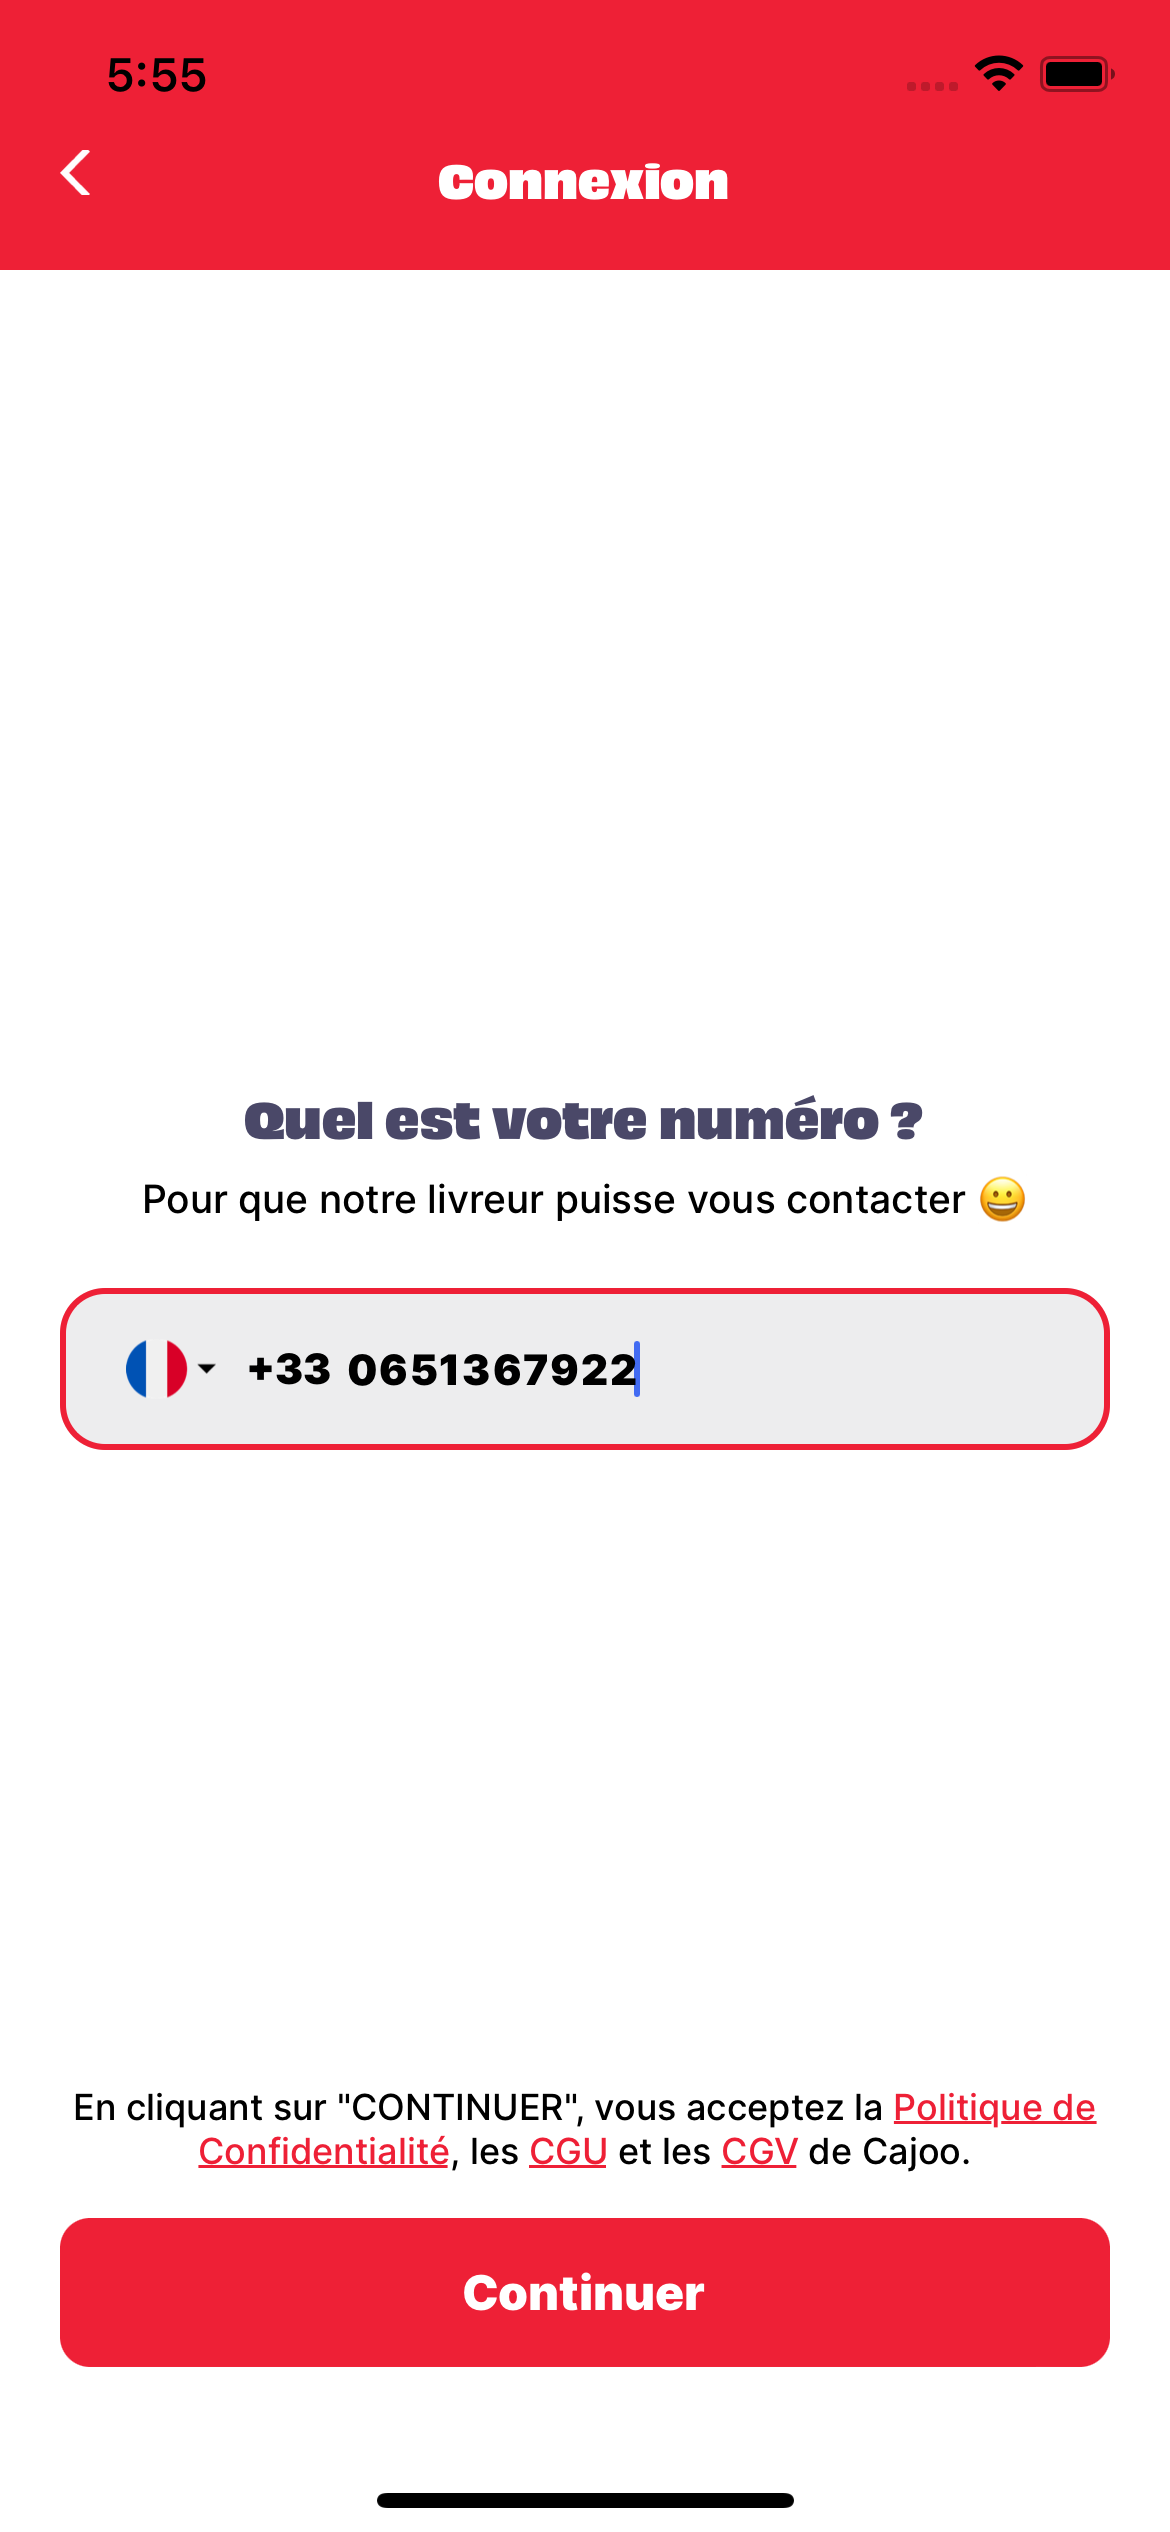 5:55
Connexion
Quel est votre numéro ?
Pour que notre livreur puisse vous contacter 😀
+33 0651367922
En cliquant sur "CONTINUER", vous acceptez la Politique de
Confidentialité, les CGU et les CGV de Cajoo.
Continuer